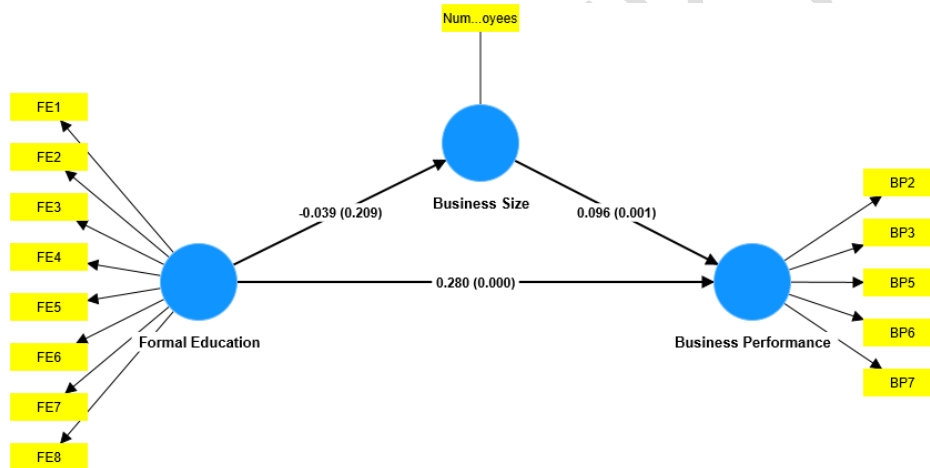 Num...oyees
FE1
FE2
FE3
FE4
FE5
FE6
FE7
FE8
Business Size
-0.039 (0.209)
0.096 (0.001)
0.280 (0.000)
Formal Education
Business Performance
BP2
BP3
BP5
BP6
BP7